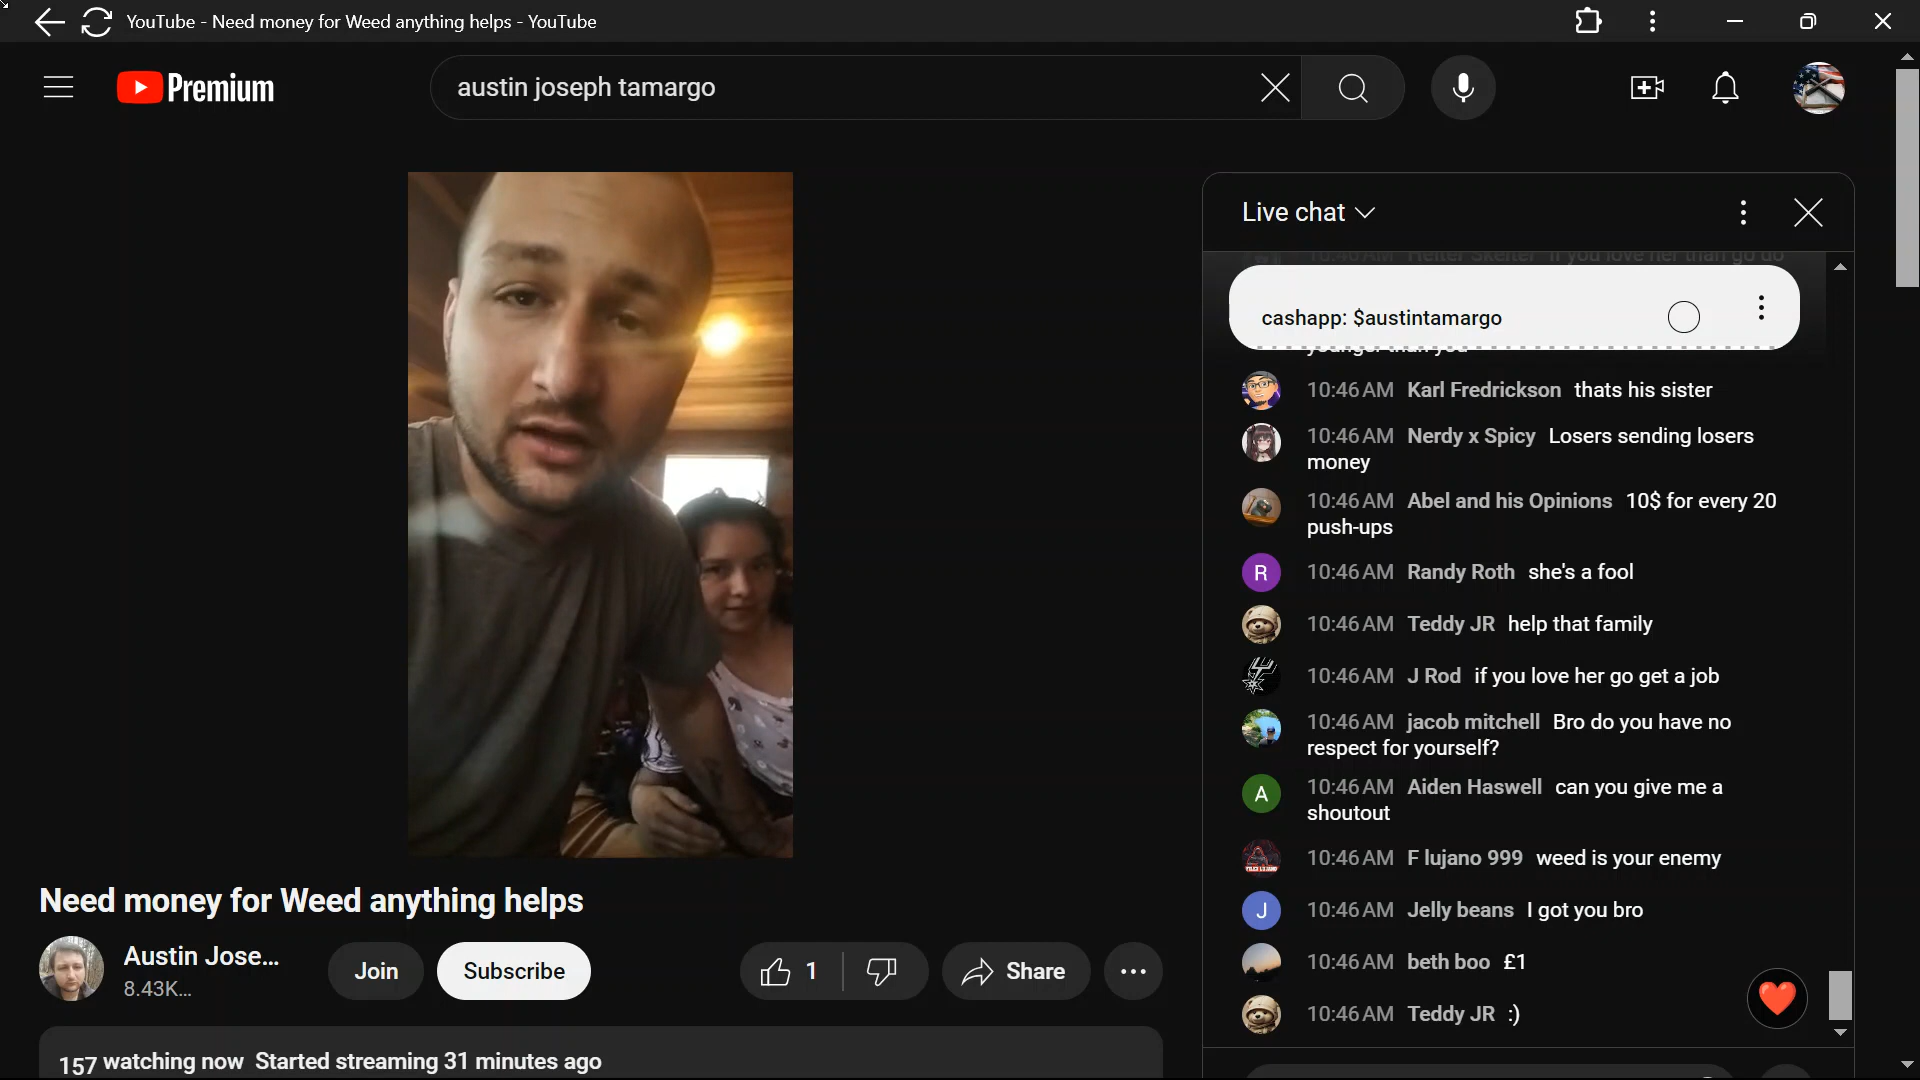 YouTube - Need money for Weed anything helps - YouTube
Premium
austin joseph tamargo
Live chat
cashapp: $austintamargo
younger than you
10:46 AM Karl Fredrickson thats his sister
10:46 AM Nerdy x Spicy Losers sending losers
money
10:46 AM Abel and his Opinions 10$ for every 20
push-ups
R 10:46 AM Randy Roth she's a fool
10:46 AM Teddy JR help that family
10:46 AM J Rod if you love her go get a job
10:46 AM jacob mitchell Bro do you have no
respect for yourself?
A 10:46 AM Aiden Haswell can you give me a
shoutout
10:46 AM F lujano 999 weed is your enemy
J 10:46 AM Jelly beans I got you bro
10:46 AM beth boo £1
10:46 AM Teddy JR :)
Need money for Weed anything helps
Austin Jose...
8.43K...
Join
Subscribe
1
Share
157 watching now Started streaming 31 minutes ago